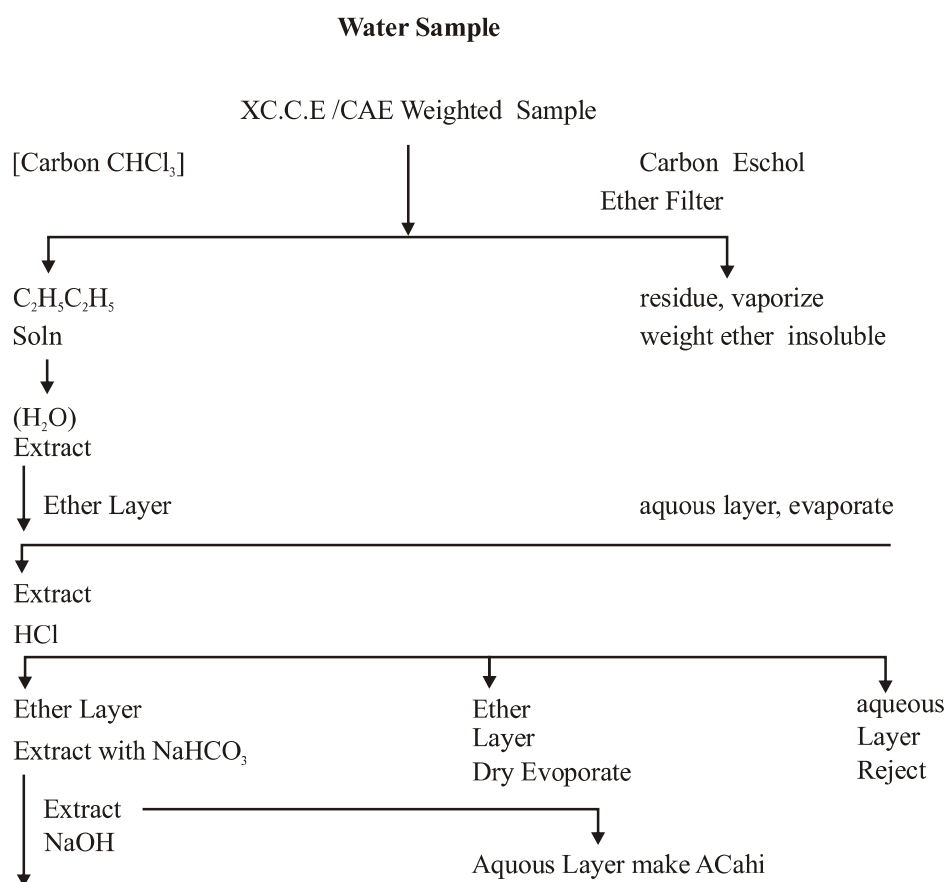 Water Sample
XC.C.E /CAE Weighted Sample
[Carbon CHCl₃]
Carbon Eschol
Ether Filter
C₂H₅C₂H₅
Soln
residue, vaporize
weight ether insoluble
(H₂O)
Extract
Ether Layer
aquous layer, evaporate
Extract
HCl
Ether Layer
Extract with NaHCO₃
Ether
Layer
Dry Evoporate
aqueous
Layer
Reject
Extract
NaOH
Aquous Layer make ACahi